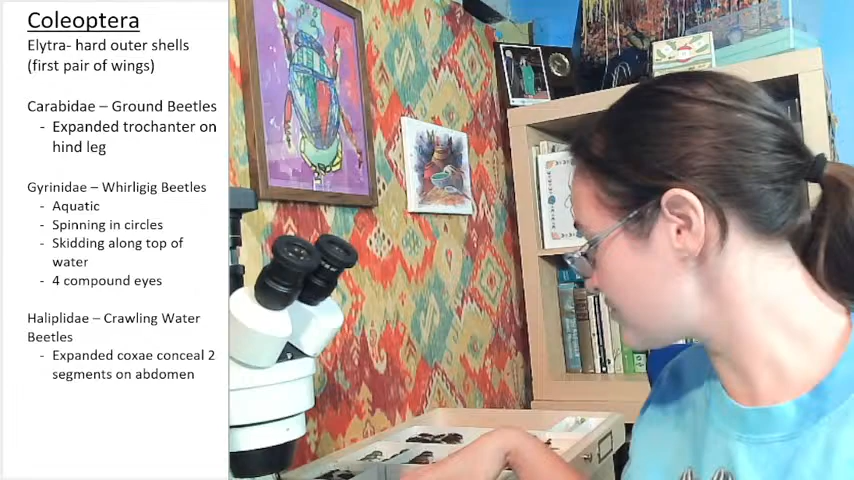 Coleoptera
Elytra- hard outer shells
(first pair of wings)
Carabidae – Ground Beetles
- Expanded trochanter on
hind leg
Gyrinidae – Whirligig Beetles
- Aquatic
- Spinning in circles
- Skidding along top of
water
- 4 compound eyes
Haliplidae – Crawling Water
Beetles
- Expanded coxae conceal 2
segments on abdomen